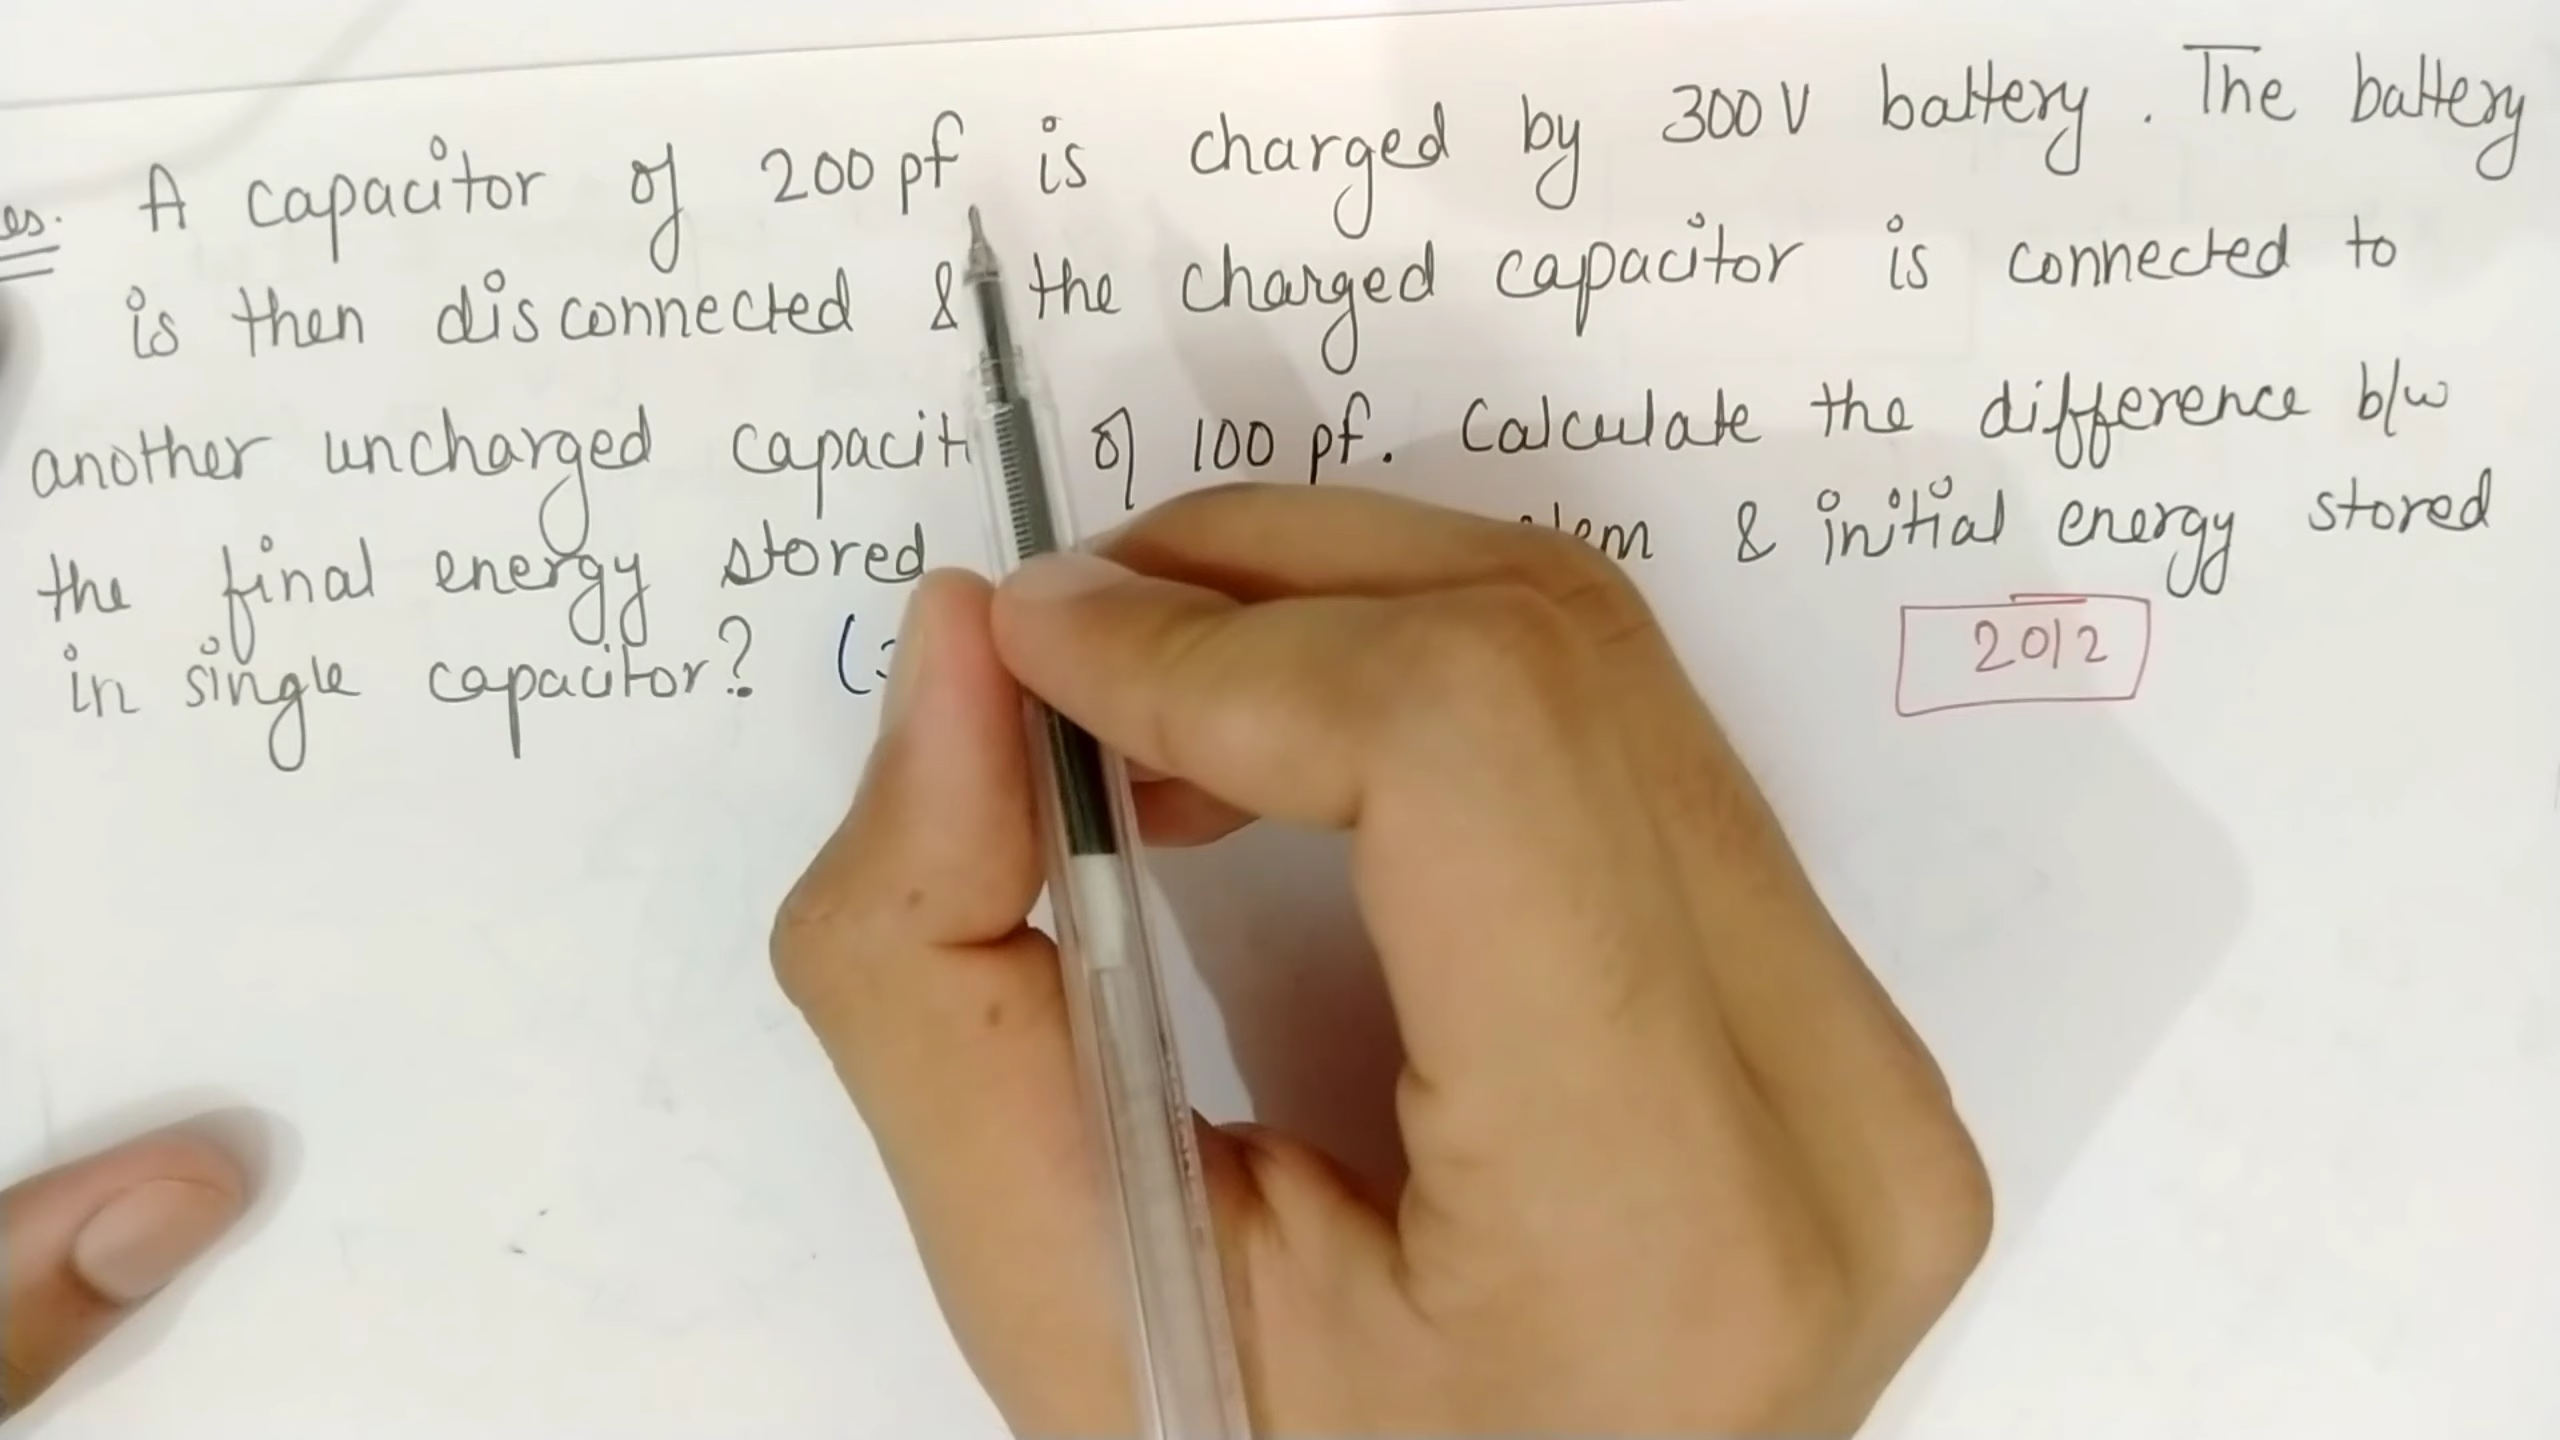 es. A capacitor of 200 pf is charged by 300 V battery. The battery
is then disconnected & the charged capacitor is connected to
another uncharged of 100 pf. Calculate the difference b/w
the final energy stored & initial energy stored
in single capacitor? (
2012